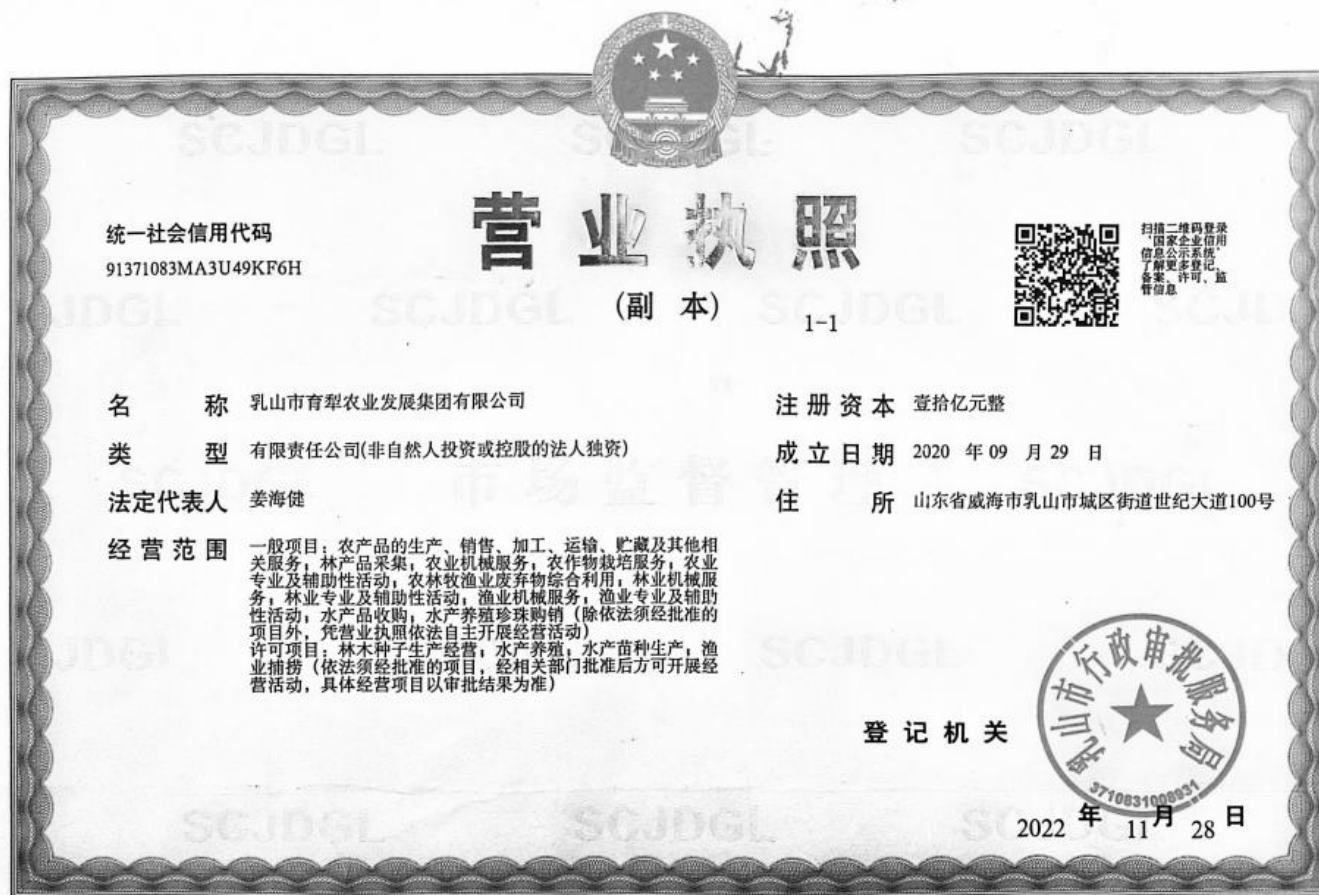 营业执照
(副 本)
1-1
统一社会信用代码
91371083MA3U49KF6H
扫描二维码登录
‘国家企业信用
信息公示系统’
了解更多登记、
备案、许可、监
管信息
名 称 乳山市育犁农业发展集团有限公司
类 型 有限责任公司(非自然人投资或控股的法人独资)
法定代表人 姜海健
经营范围 一般项目：农产品的生产、销售、加工、运输、贮藏及其他相
关服务；林产品采集；农业机械服务；农作物栽培服务；农业
专业及辅助性活动；农林牧渔业废弃物综合利用；林业机械服
务；林业专业及辅助性活动；渔业机械服务；渔业专业及辅助
性活动；水产品收购；水产养殖珍珠购销（除依法须经批准的
项目外，凭营业执照依法自主开展经营活动）
许可项目：林木种子生产经营；水产养殖；水产苗种生产；渔
业捕捞（依法须经批准的项目，经相关部门批准后方可开展经
营活动，具体经营项目以审批结果为准）
注册资本 壹拾亿元整
成立日期 2020 年 09 月 29 日
住 所 山东省威海市乳山市城区街道世纪大道100号
登记机关
乳山市行政审批服务局
3710831008931
2022 年 11 月 28 日
SCJDGL
SCJDGL
SCJDGL
SCJDGL
SCJDGL
市场监督管理
SCJDGL
SCJDGL
SCJDGL
SCJDGL
SCJDGL